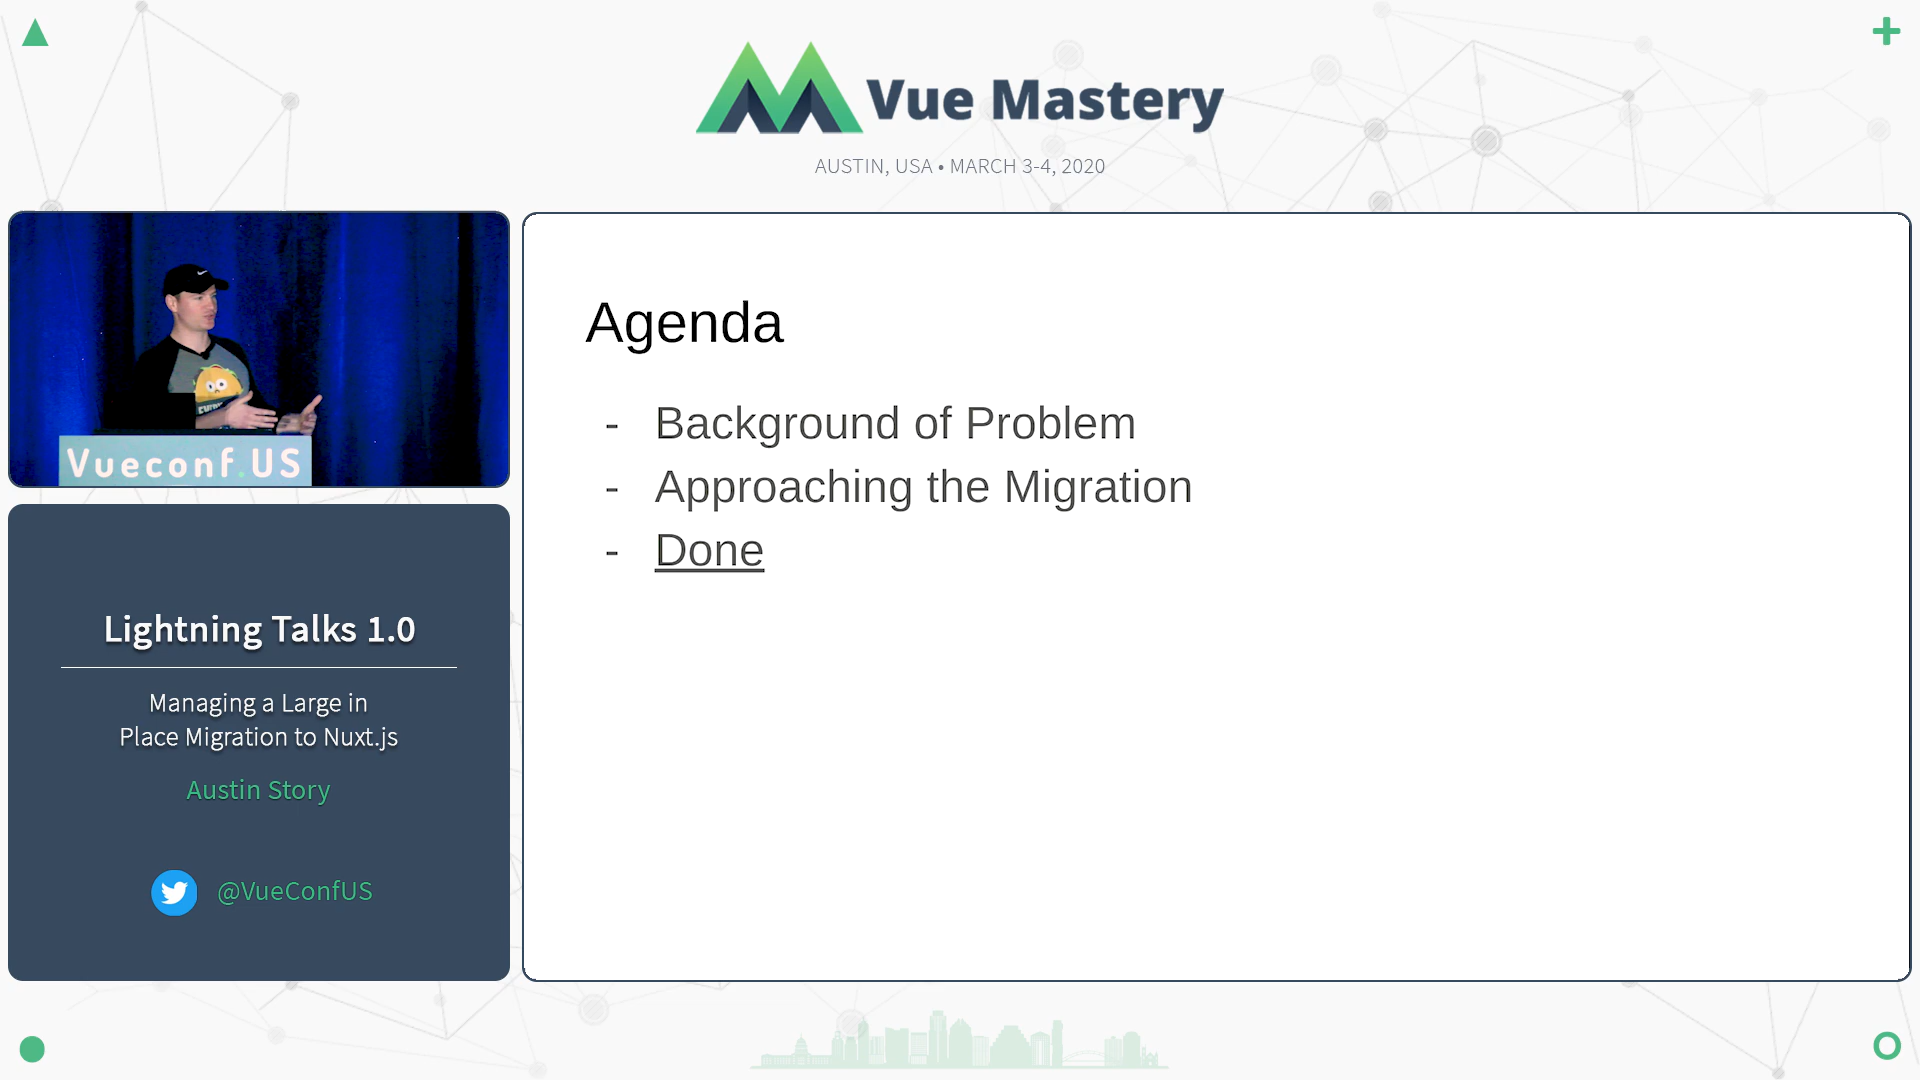 Vue Mastery
AUSTIN, USA • MARCH 3-4, 2020
Vueconf.US
Lightning Talks 1.0
Managing a Large in
Place Migration to Nuxt.js
Austin Story
@VueConfUS
Agenda
- Background of Problem
- Approaching the Migration
- Done